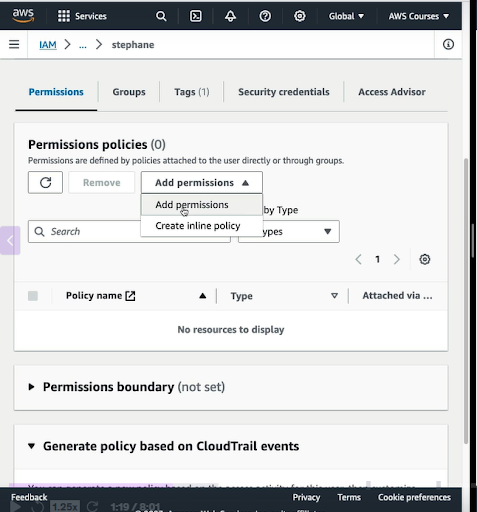 aws Services Global AWS Courses
IAM ... stephane
Permissions Groups Tags (1) Security credentials Access Advisor
Permissions policies (0)
Permissions are defined by policies attached to the user directly or through groups.
Remove Add permissions
Add permissions
by Type
Create inline policy
Search
ypes
1
Policy name Type Attached via ...
No resources to display
Permissions boundary (not set)
Generate policy based on CloudTrail events
Feedback Privacy Terms Cookie preferences
1.25x 1:19 / 8:01